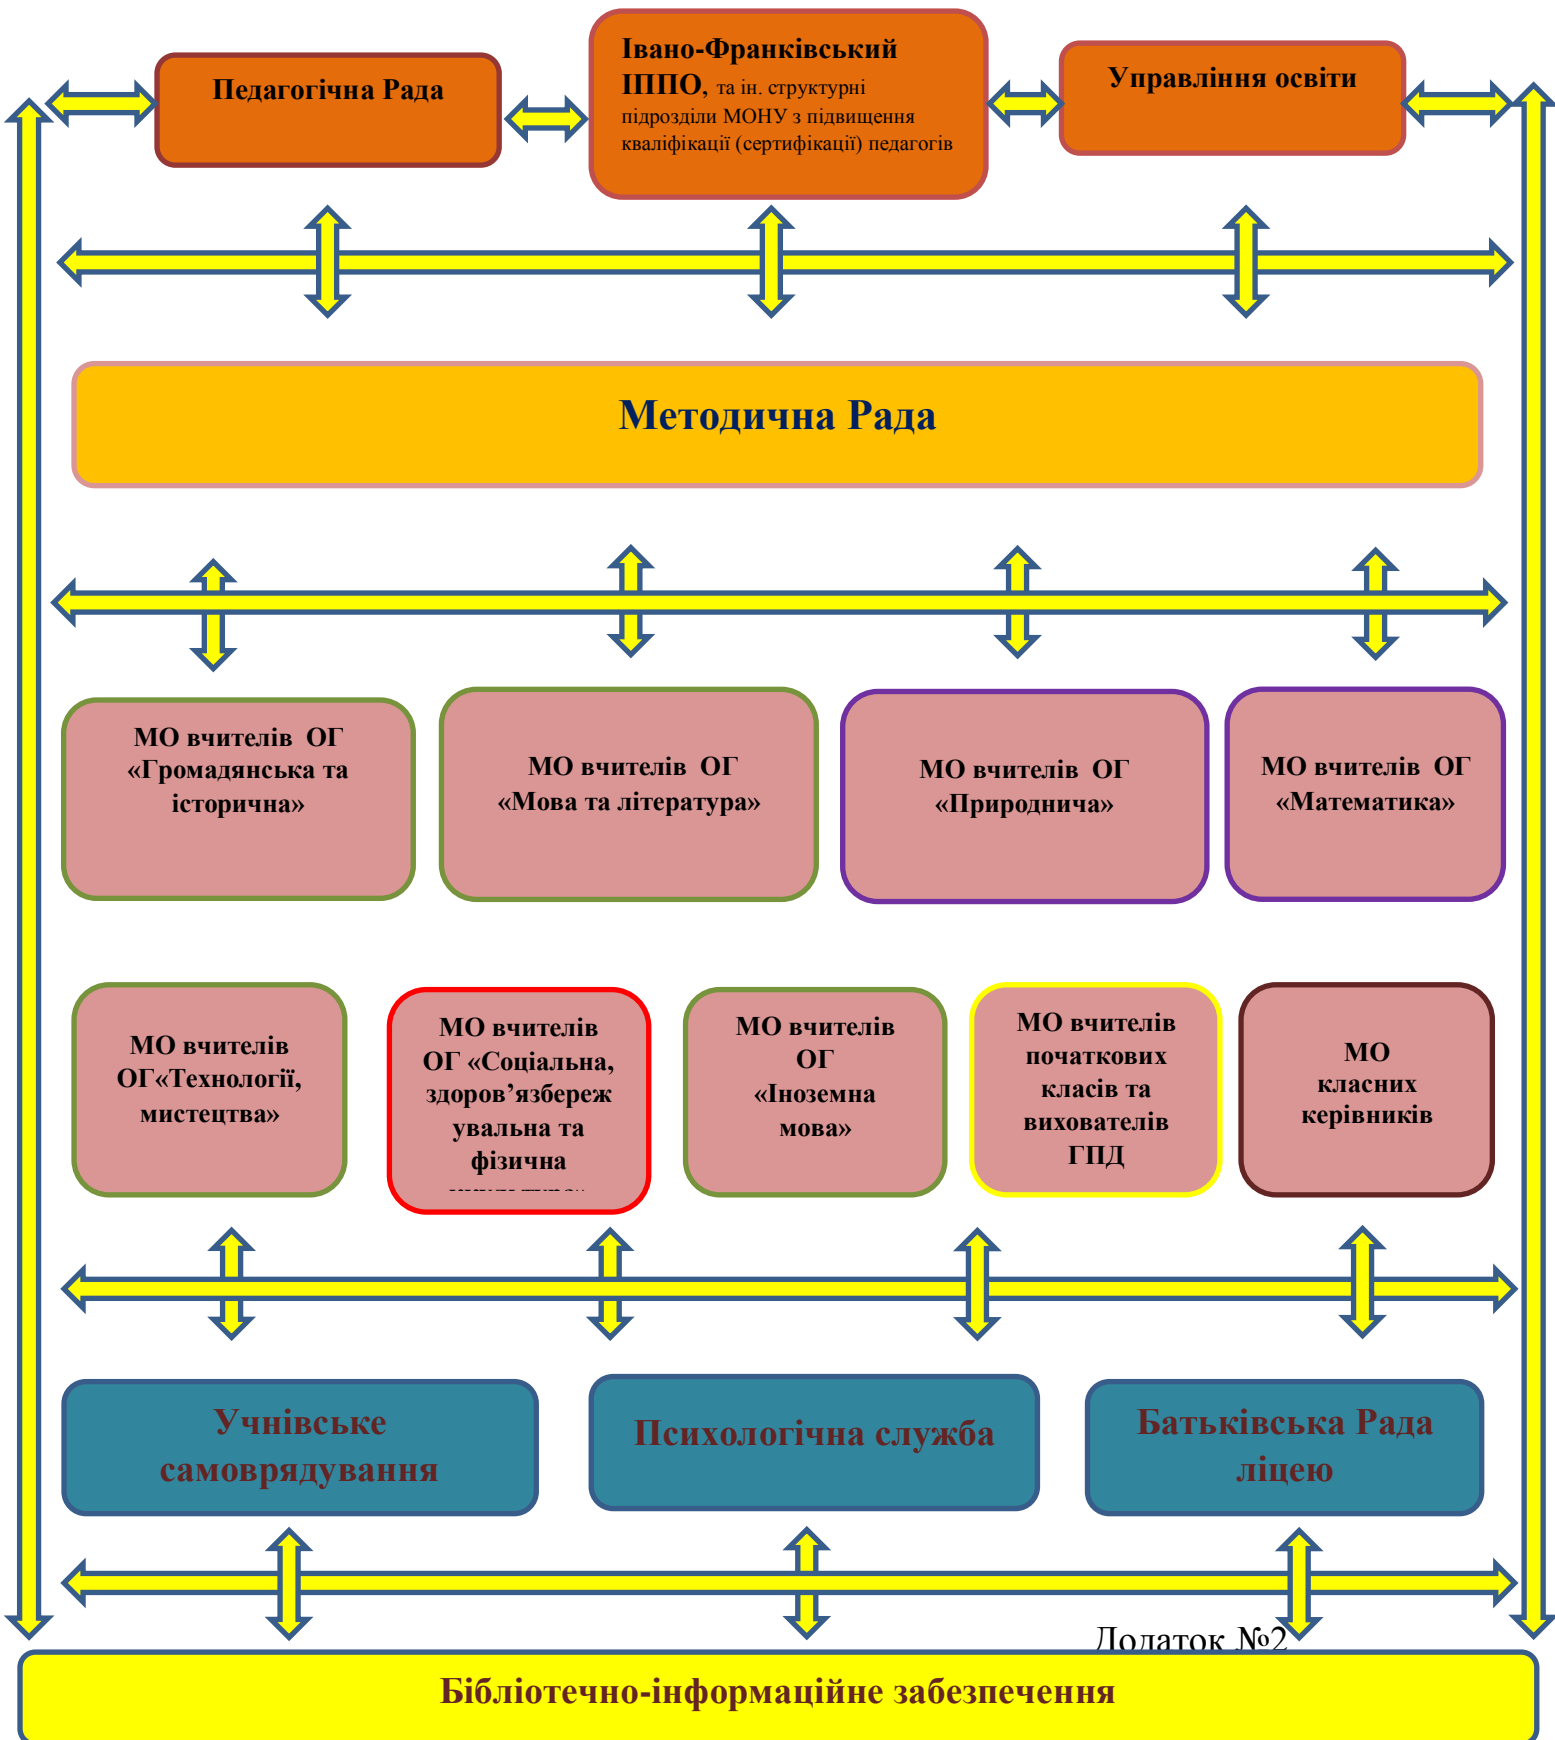 Педагогічна Рада
Івано-Франківський
ІППО, та ін. структурні
підрозділи МОНУ з підвищення
кваліфікації (сертифікації) педагогів
Управління освіти
Методична Рада
МО вчителів ОГ
«Громадянська та
історична»
МО вчителів ОГ
«Мова та література»
МО вчителів ОГ
«Природнича»
МО вчителів ОГ
«Математика»
МО вчителів
ОГ«Технології,
мистецтва»
МО вчителів
ОГ «Соціальна,
здоров’язбереж
увальна та
фізична
МО вчителів
ОГ
«Іноземна
мова»
МО вчителів
початкових
класів та
вихователів
ГПД
МО
класних
керівників
Учнівське
самоврядування
Психологічна служба
Батьківська Рада
ліцею
Додаток №2
Бібліотечно-інформаційне забезпечення